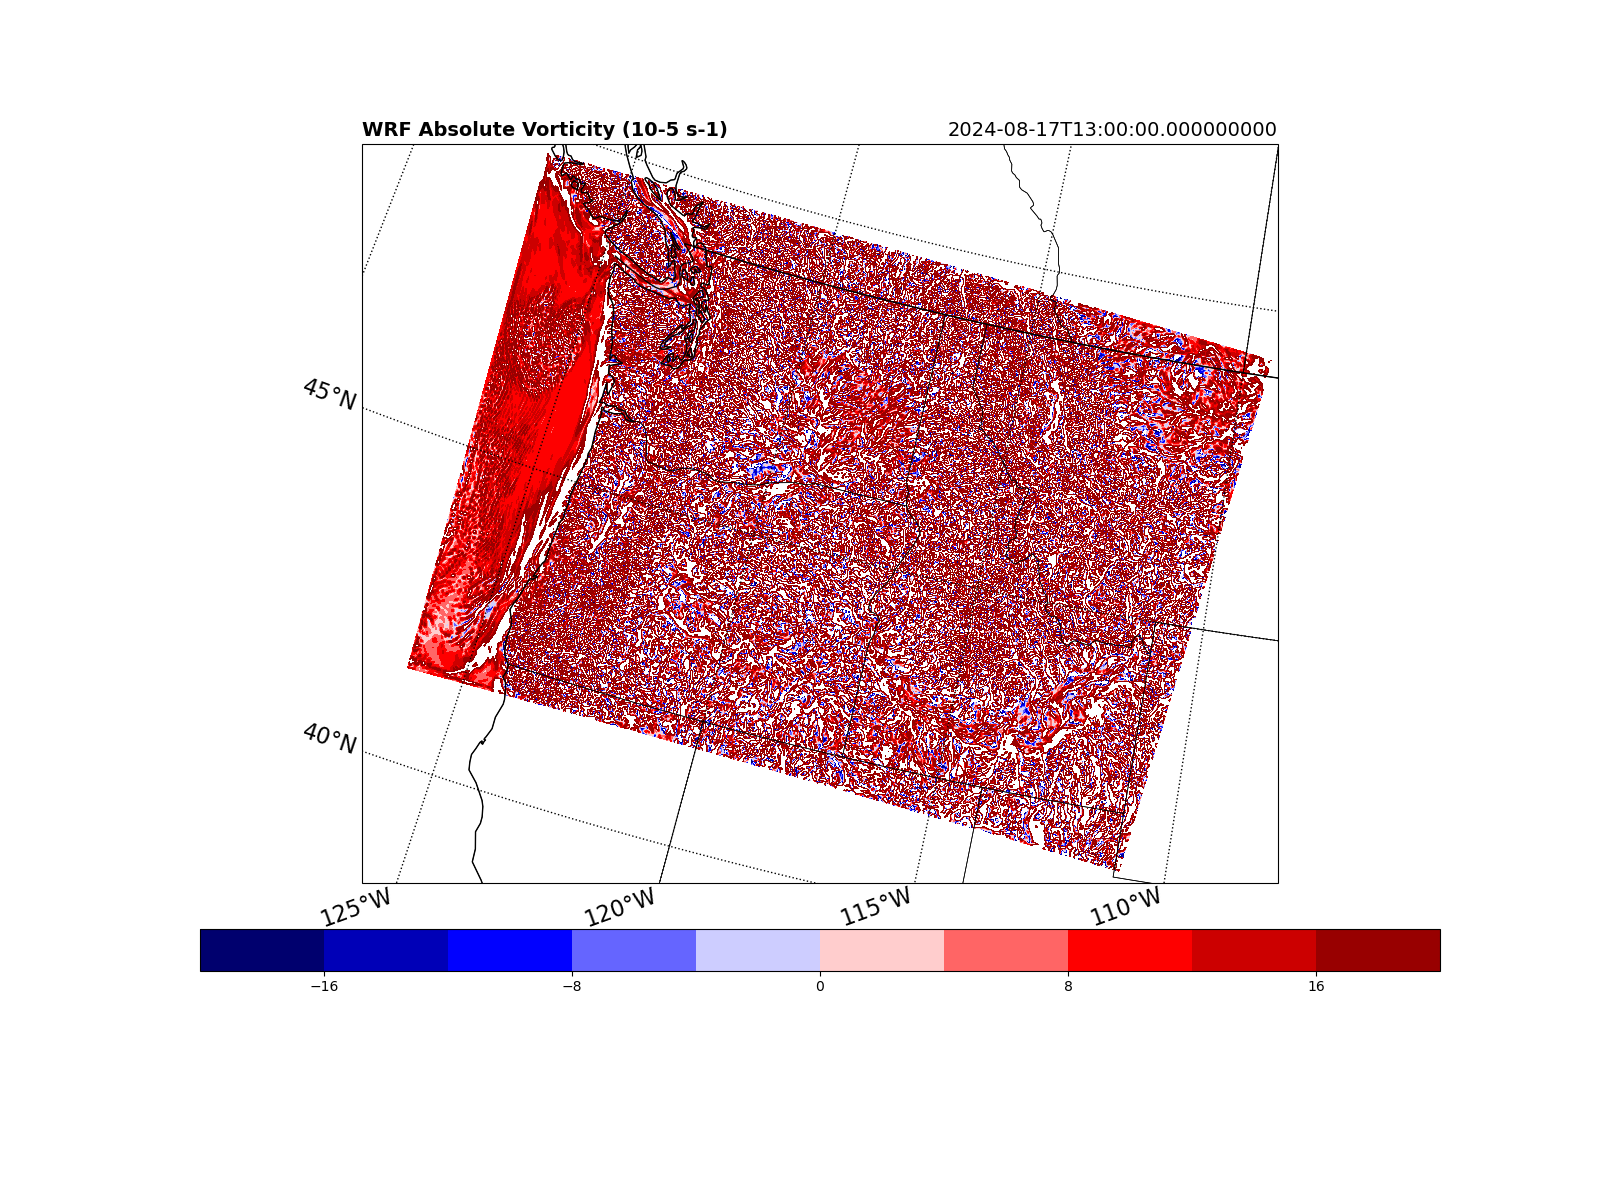 WRF Absolute Vorticity (10-5 s-1)
2024-08-17T13:00:00.000000000
45°N
40°N
125°W
120°W
115°W
110°W
−16
−8
0
8
16